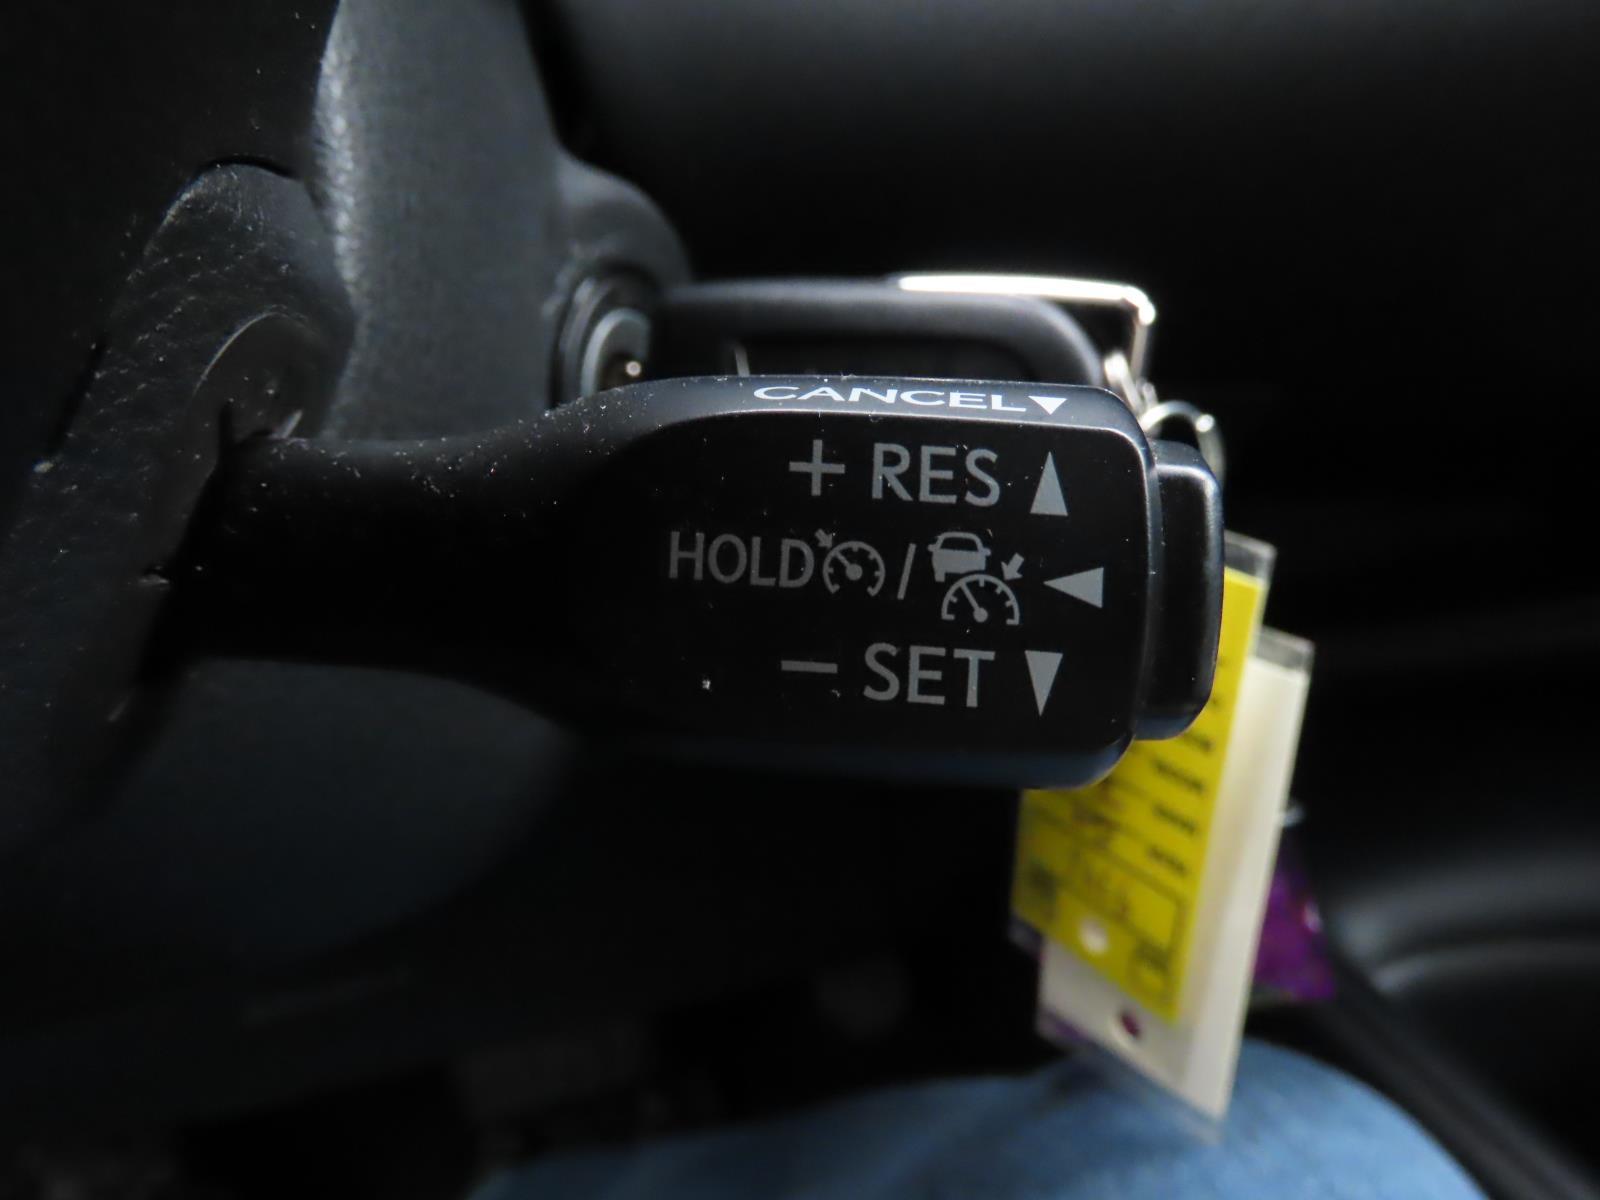 CANCEL▼
+ RES ▲
HOLD / ◀
− SET ▼